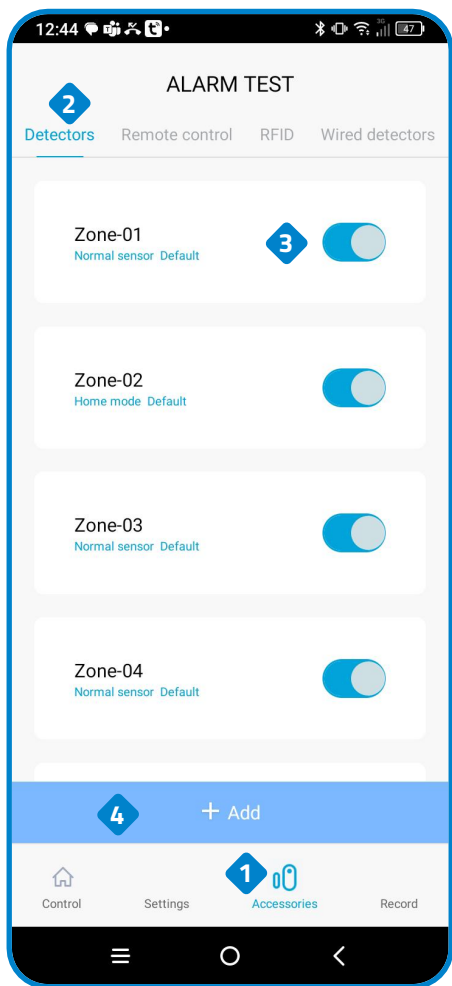 12:44
3G
47
ALARM TEST
2
Detectors Remote control RFID Wired detectors
Zone-01
Normal sensor Default
3
Zone-02
Home mode Default
Zone-03
Normal sensor Default
Zone-04
Normal sensor Default
4
+ Add
1
Control Settings Accessories Record